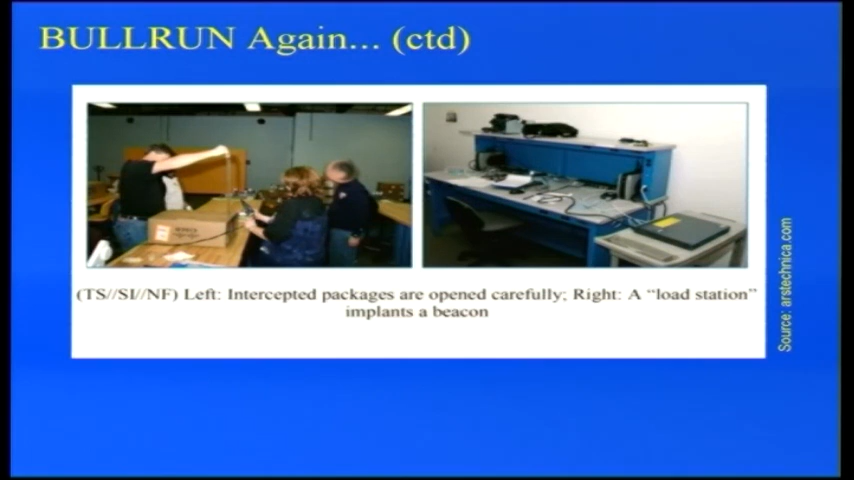 BULLRUN Again... (ctd)
(TS//SI//NF) Left: Intercepted packages are opened carefully; Right: A “load station”
implants a beacon
Source: arstechnica.com